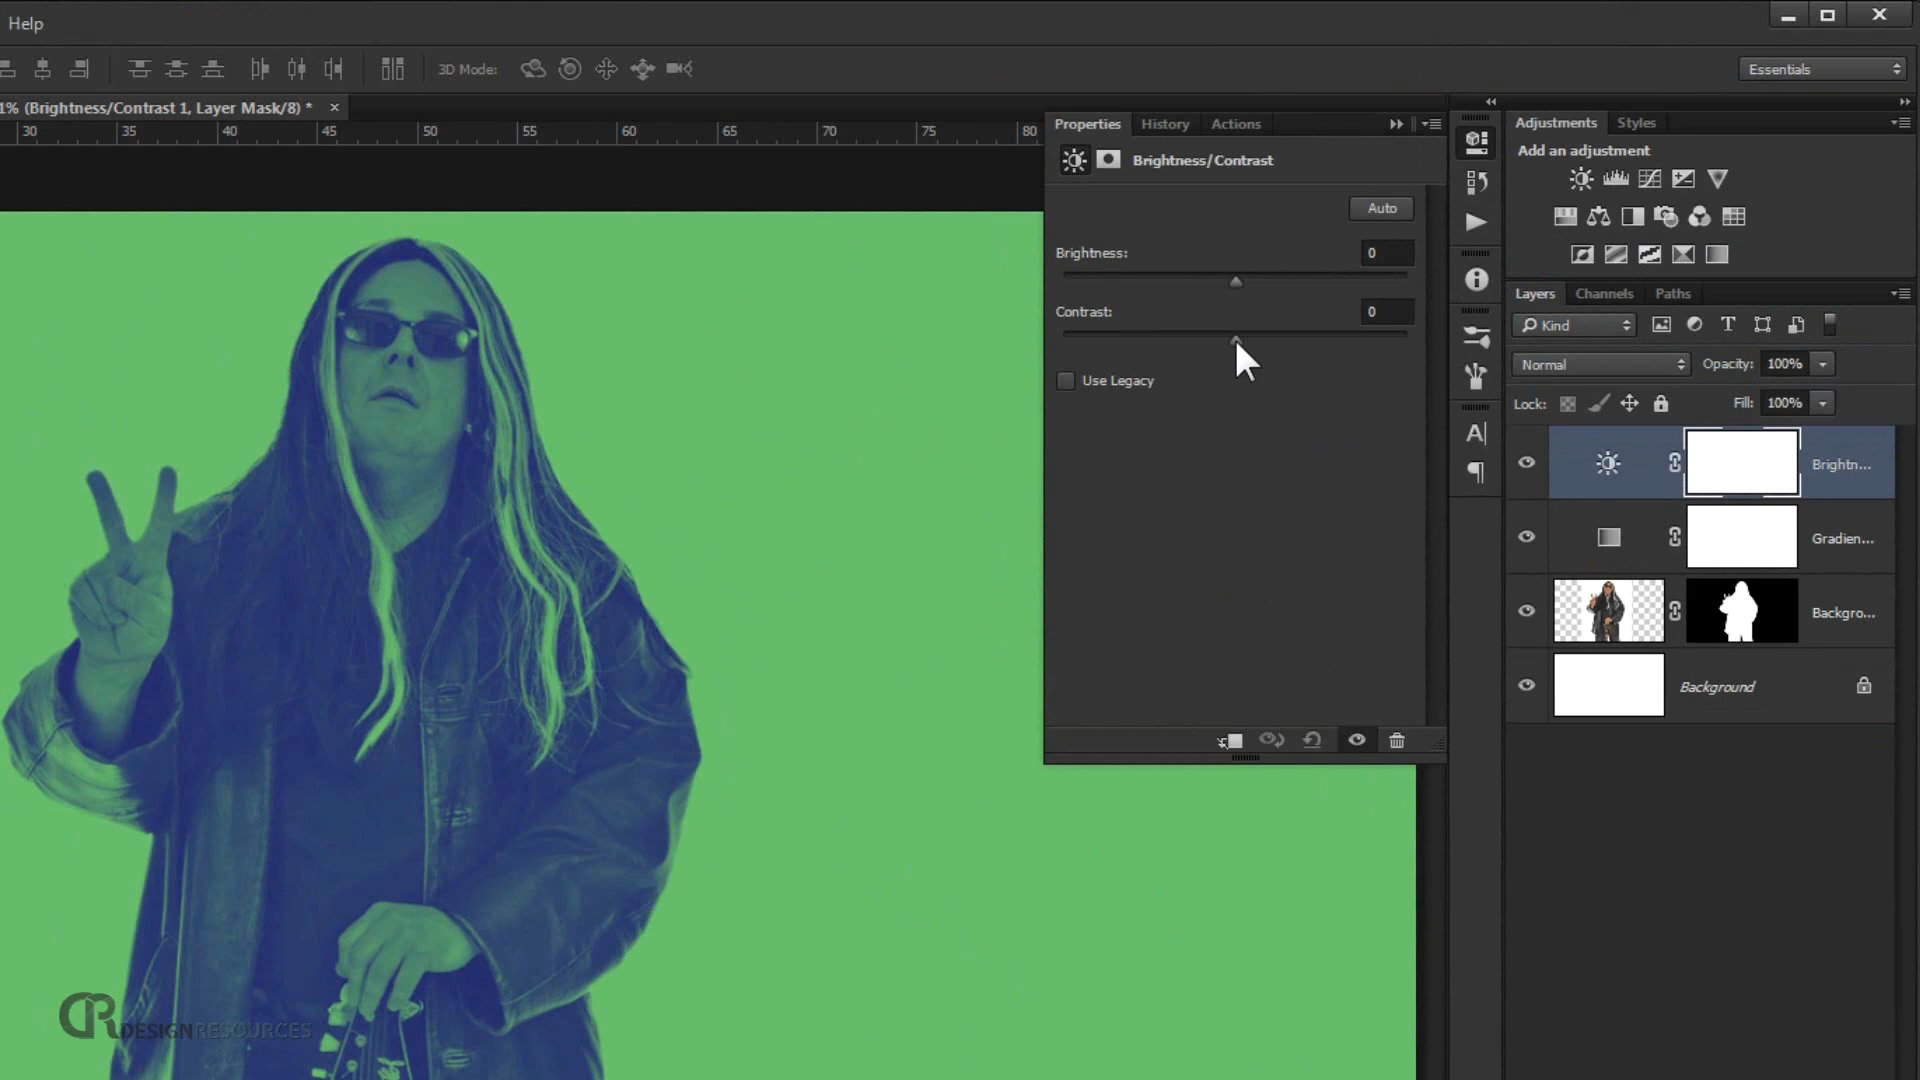 Help
3D Mode:
Essentials
1% (Brightness/Contrast 1, Layer Mask/8) *
30 35 40 45 50 55 60 65 70 75 80
Properties History Actions
Brightness/Contrast
Auto
Brightness: 0
Contrast: 0
Use Legacy
Adjustments Styles
Add an adjustment
Layers Channels Paths
Kind
Normal Opacity: 100%
Lock: Fill: 100%
Brightn...
Gradien...
Backgro...
Background
DESIGNRESOURCES